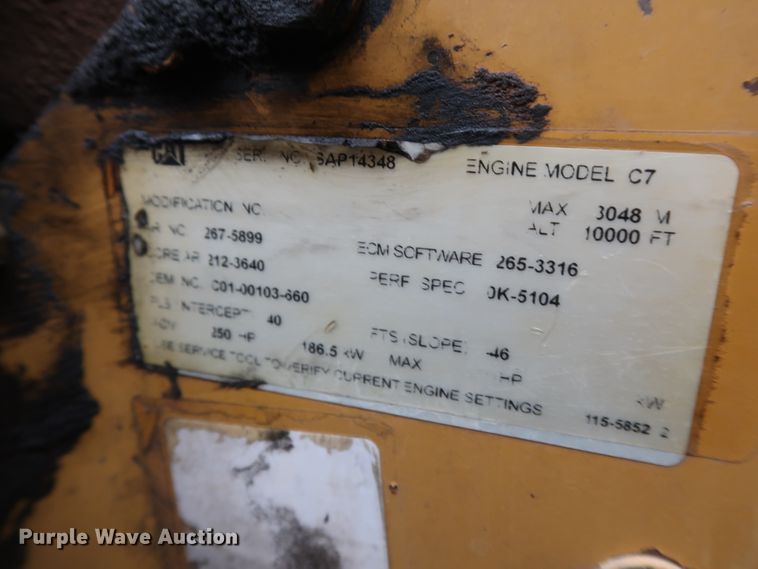 CAT SER. NO. SAP14348 ENGINE MODEL C7
MODIFICATION NO.
MAX 3048 M
ALT 10000 FT
AR NO. 267-5899
ECM SOFTWARE 265-3316
CORE AR 212-3640
PERF SPEC 0K-5104
OEM NO. C01-00103-660
FLS INTERCEPT: 40
FTS (SLOPE) -46
ADV 250 HP 186.5 kW MAX HP kW
USE SERVICE TOOL TO VERIFY CURRENT ENGINE SETTINGS
115-5852 2
Purple Wave Auction